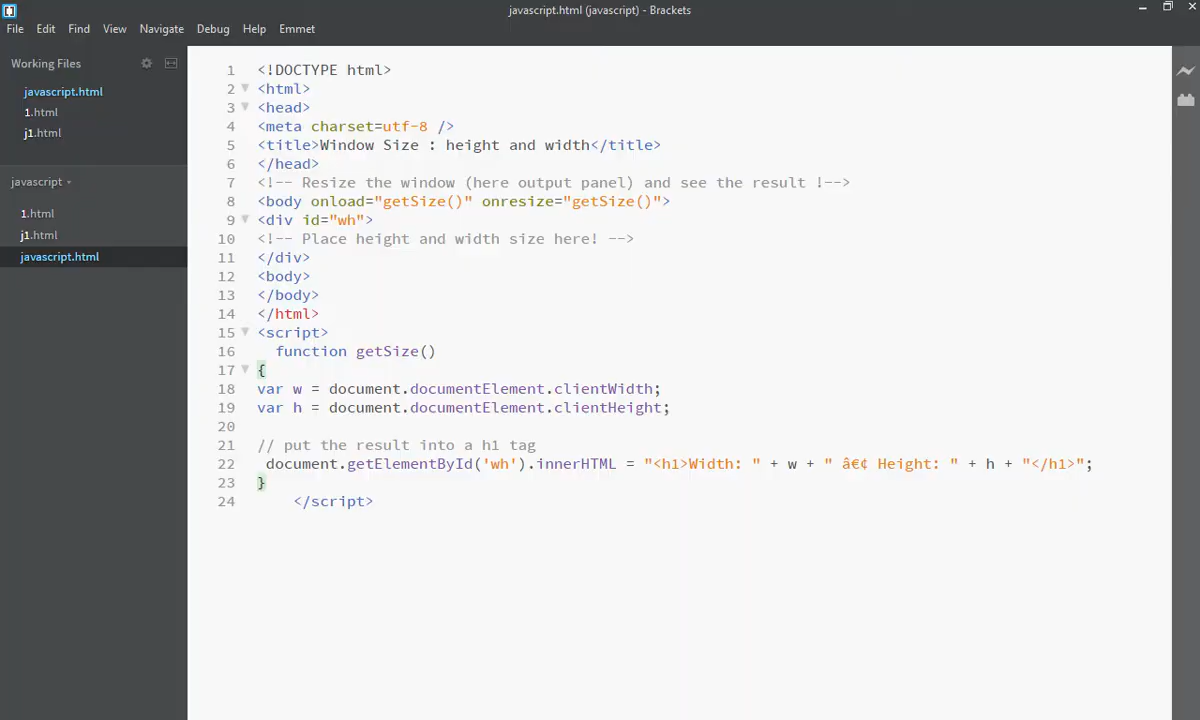 javascript.html (javascript) - Brackets
File Edit Find View Navigate Debug Help Emmet
Working Files
javascript.html
1.html
j1.html
javascript
1.html
j1.html
javascript.html
1 <!DOCTYPE html>
2 <html>
3 <head>
4 <meta charset=utf-8 />
5 <title>Window Size : height and width</title>
6 </head>
7 <!-- Resize the window (here output panel) and see the result !-->
8 <body onload="getSize()" onresize="getSize()">
9 <div id="wh">
10 <!-- Place height and width size here! -->
11 </div>
12 <body>
13 </body>
14 </html>
15 <script>
16 function getSize()
17 {
18 var w = document.documentElement.clientWidth;
19 var h = document.documentElement.clientHeight;
20
21 // put the result into a h1 tag
22 document.getElementById('wh').innerHTML = "<h1>Width: " + w + " â€¢ Height: " + h + "</h1>";
23 }
24 </script>